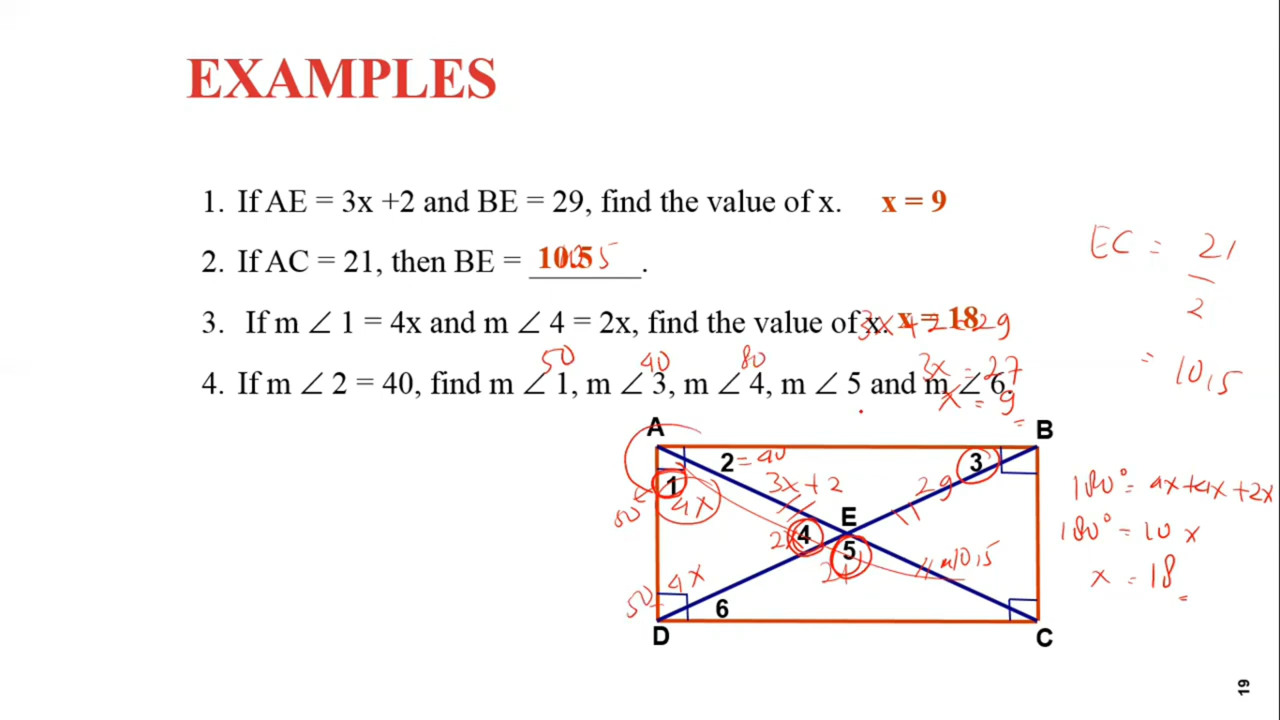 EXAMPLES
1. If AE = 3x +2 and BE = 29, find the value of x. x = 9
2. If AC = 21, then BE = 10.5 .
3. If m ∠ 1 = 4x and m ∠ 4 = 2x, find the value of x. x = 18
50 40 80
4. If m ∠ 2 = 40, find m ∠ 1, m ∠ 3, m ∠ 4, m ∠ 5 and m ∠ 6.
EC = 21
2
= 10,5
3x + 2 = 29
3x = 27
x = 9
A B
2 = 40 3
1 3x + 2 29
50 4x
E
2x 4 5
10,5
4x
50 6
D C
180° = 4x+4x+2x
180° = 10x
x = 18
19